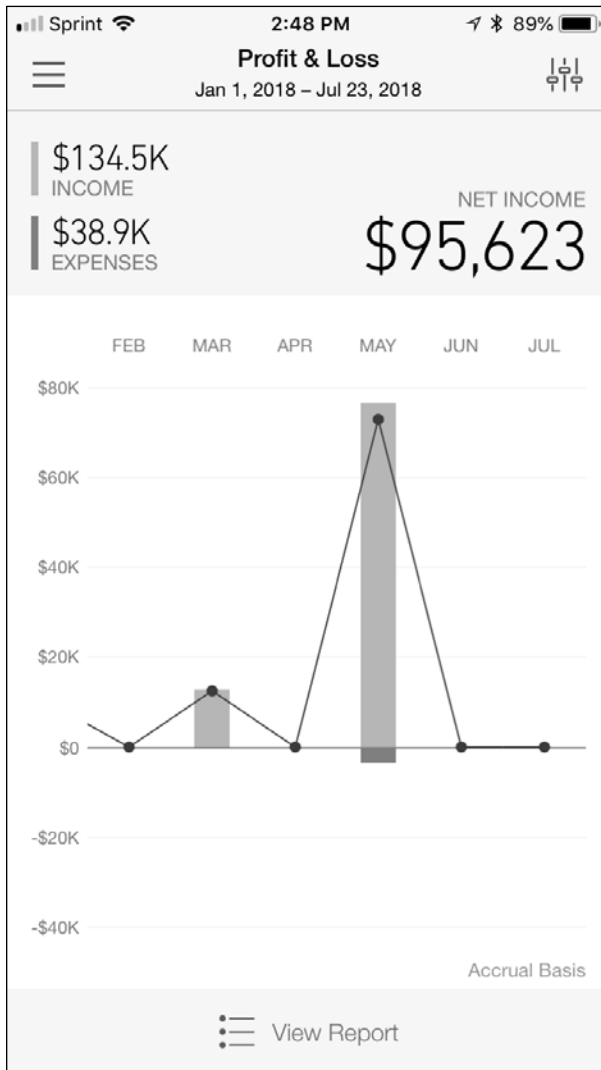 Sprint 2:48 PM 89%
Profit & Loss
Jan 1, 2018 – Jul 23, 2018
$134.5K
INCOME
$38.9K
EXPENSES
NET INCOME
$95,623
FEB MAR APR MAY JUN JUL
$80K
$60K
$40K
$20K
$0
-$20K
-$40K
Accrual Basis
View Report